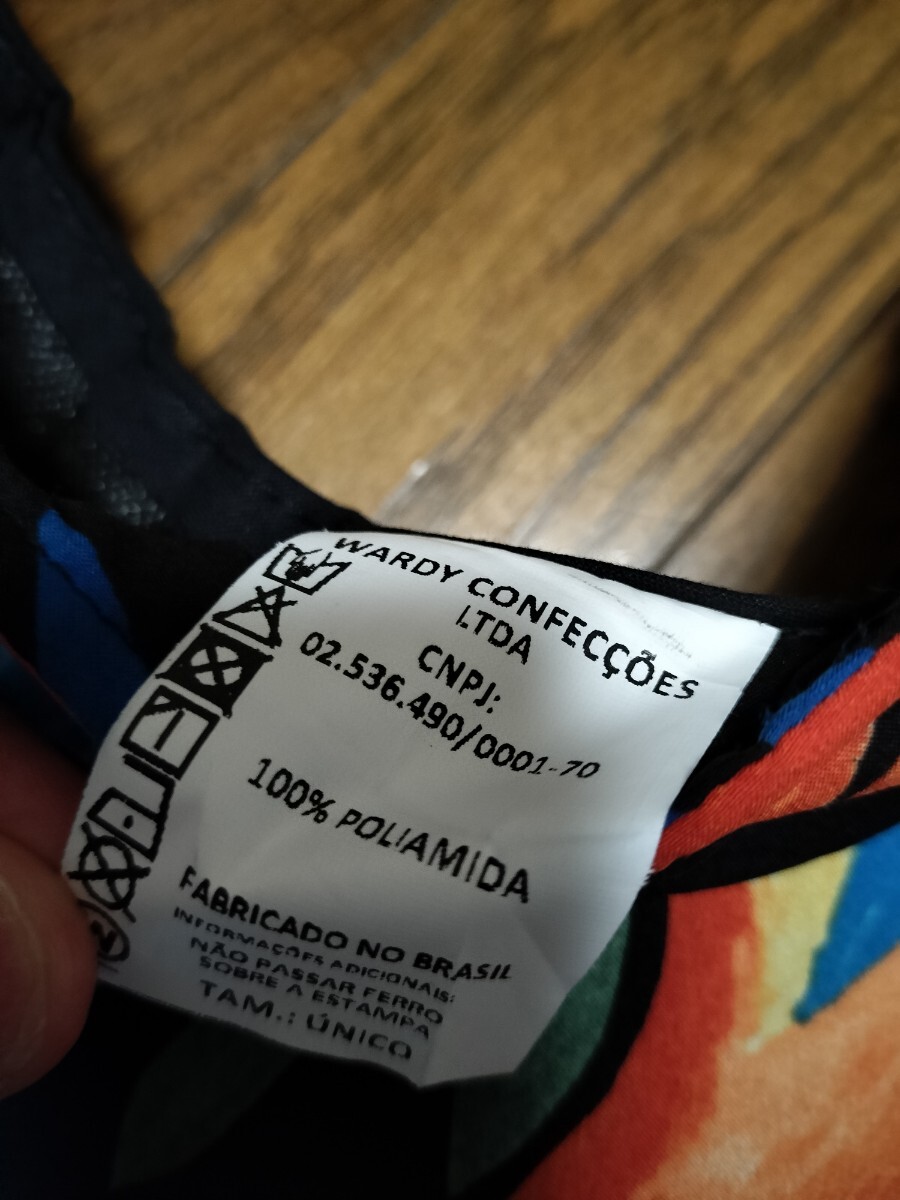 WARDY CONFECÇÕES
LTDA
CNPJ:
02.536.490/0001-70
100% POLIAMIDA
FABRICADO NO BRASIL
INFORMAÇÕES ADICIONAIS:
NÃO PASSAR FERRO
SOBRE A ESTAMPA
TAM.: ÚNICO